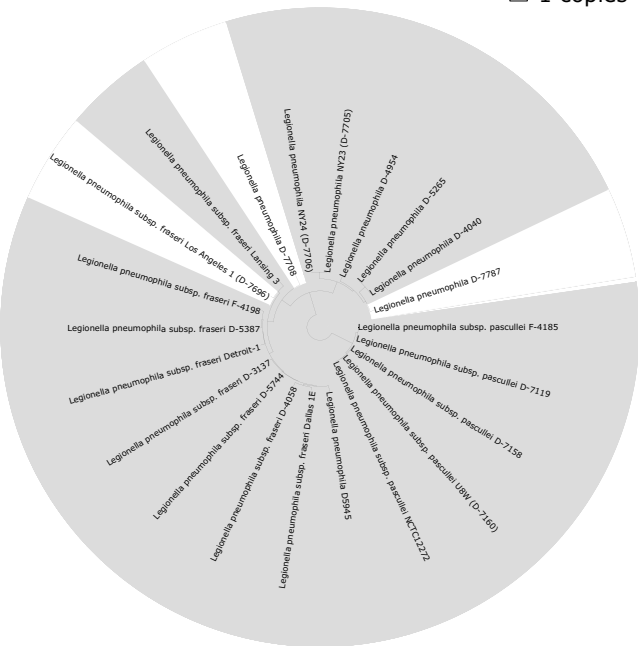 1 copies
Legionella pneumophila NY24 (D-7706)
Legionella pneumophila NY23 (D-7705)
Legionella pneumophila D-4954
Legionella pneumophila D-5265
Legionella pneumophila D-4040
Legionella pneumophila D-7787
Legionella pneumophila subsp. pascullei F-4185
Legionella pneumophila subsp. pascullei D-7119
Legionella pneumophila subsp. pascullei D-7158
Legionella pneumophila subsp. pascullei U8W (D-7160)
Legionella pneumophila subsp. pascullei NCTC12272
Legionella pneumophila D5945
Legionella pneumophila subsp. fraseri Dallas 1E
Legionella pneumophila subsp. fraseri D-4058
Legionella pneumophila subsp. fraseri D-5744
Legionella pneumophila subsp. fraseri D-3137
Legionella pneumophila subsp. fraseri Detroit-1
Legionella pneumophila subsp. fraseri D-5387
Legionella pneumophila subsp. fraseri F-4198
Legionella pneumophila subsp. fraseri Los Angeles 1 (D-7696)
Legionella pneumophila subsp. fraseri Lansing 3
Legionella pneumophila D-7708